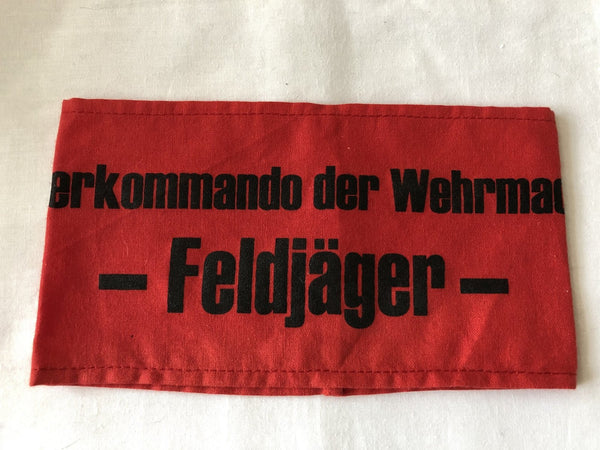 erkommando der Wehrmac
– Feldjäger –